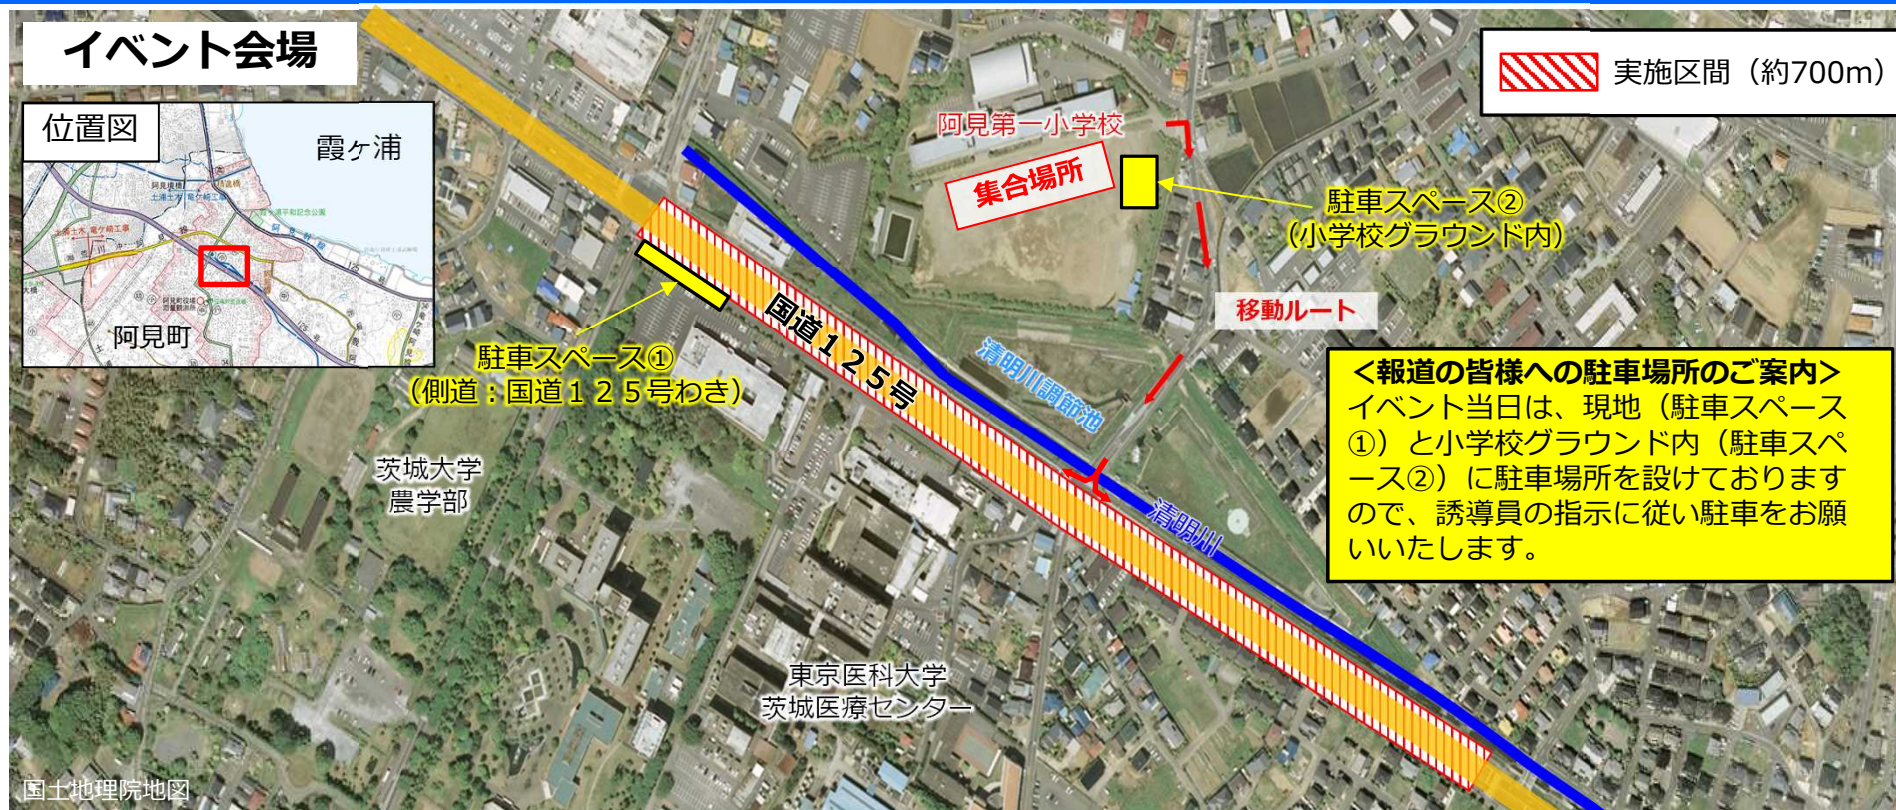 イベント会場
実施区間（約700m）
位置図
霞ヶ浦
阿見町
阿見第一小学校
集合場所
駐車スペース②
（小学校グラウンド内）
移動ルート
国道１２５号
駐車スペース①
（側道：国道１２５号わき）
清明川調節池
清明川
茨城大学
農学部
東京医科大学
茨城医療センター
＜報道の皆様への駐車場所のご案内＞
イベント当日は、現地（駐車スペース
①）と小学校グラウンド内（駐車スペ
ース②）に駐車場所を設けております
ので、誘導員の指示に従い駐車をお願
いいたします。
国土地理院地図